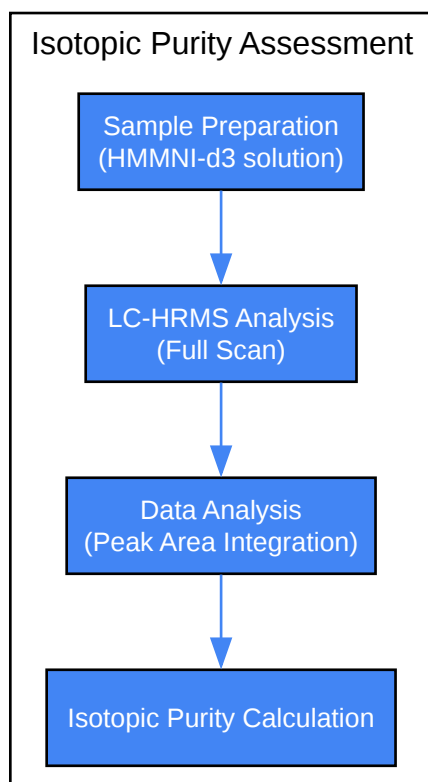 Isotopic Purity Assessment
Sample Preparation
(HMMNI-d3 solution)
LC-HRMS Analysis
(Full Scan)
Data Analysis
(Peak Area Integration)
Isotopic Purity Calculation